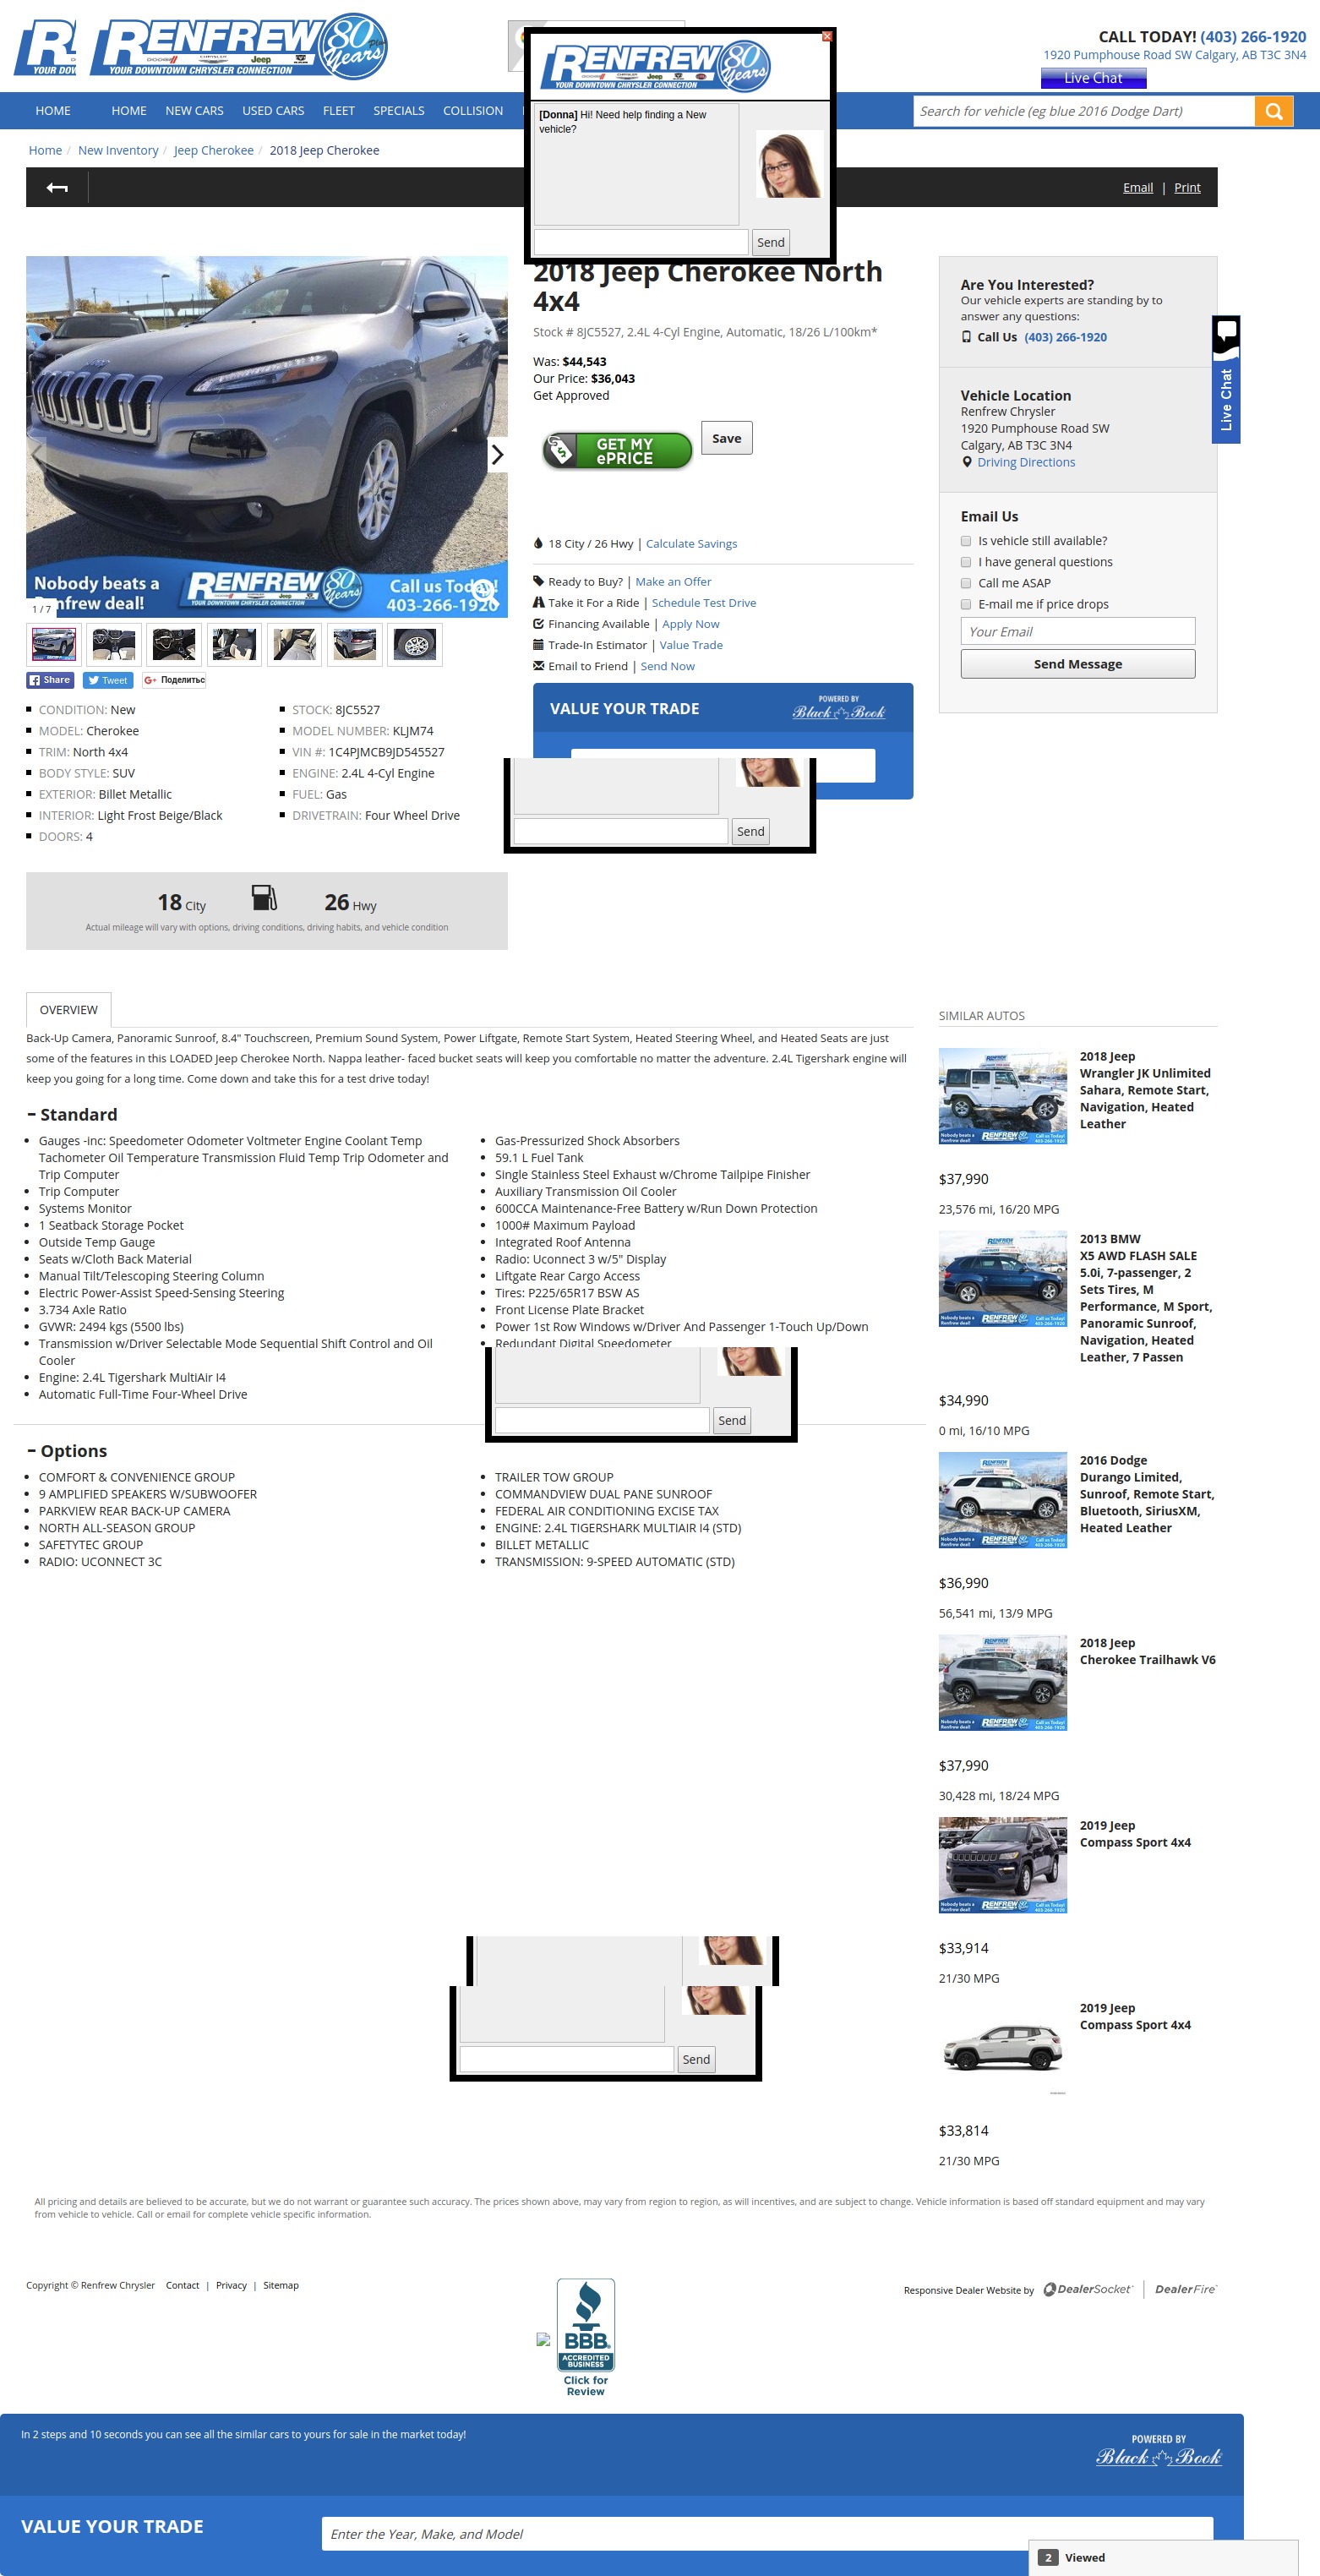 RENFREW 80 Years plus
YOUR DOWNTOWN CHRYSLER CONNECTION
CALL TODAY! (403) 266-1920
1920 Pumphouse Road SW Calgary, AB T3C 3N4
Live Chat
HOME
HOME NEW CARS USED CARS FLEET SPECIALS COLLISION
Search for vehicle (eg blue 2016 Dodge Dart)
RENFREW 80 Years
YOUR DOWNTOWN CHRYSLER CONNECTION
[Donna] Hi! Need help finding a New
vehicle?
Send
Home / New Inventory / Jeep Cherokee / 2018 Jeep Cherokee
Email | Print
2018 Jeep Cherokee North
4x4
Stock # 8JC5527, 2.4L 4-Cyl Engine, Automatic, 18/26 L/100km*
Was: $44,543
Our Price: $36,043
Get Approved
GET MY
ePRICE
Save
18 City / 26 Hwy | Calculate Savings
Ready to Buy? | Make an Offer
Take it For a Ride | Schedule Test Drive
Financing Available | Apply Now
Trade-In Estimator | Value Trade
Email to Friend | Send Now
VALUE YOUR TRADE
POWERED BY
Black Book
Send
Are You Interested?
Our vehicle experts are standing by to
answer any questions:
Call Us (403) 266-1920
Live Chat
Vehicle Location
Renfrew Chrysler
1920 Pumphouse Road SW
Calgary, AB T3C 3N4
Driving Directions
Email Us
Is vehicle still available?
I have general questions
Call me ASAP
E-mail me if price drops
Your Email
Send Message
Nobody beats a
Renfrew deal!
RENFREW 80 Years
YOUR DOWNTOWN CHRYSLER CONNECTION
Call us Today!
403-266-1920
1 / 7
Share
Tweet
G+ Поделитьс
CONDITION: New
MODEL: Cherokee
TRIM: North 4x4
BODY STYLE: SUV
EXTERIOR: Billet Metallic
INTERIOR: Light Frost Beige/Black
DOORS: 4
STOCK: 8JC5527
MODEL NUMBER: KLJM74
VIN #: 1C4PJMCB9JD545527
ENGINE: 2.4L 4-Cyl Engine
FUEL: Gas
DRIVETRAIN: Four Wheel Drive
18 City 26 Hwy
Actual mileage will vary with options, driving conditions, driving habits, and vehicle condition
OVERVIEW
Back-Up Camera, Panoramic Sunroof, 8.4" Touchscreen, Premium Sound System, Power Liftgate, Remote Start System, Heated Steering Wheel, and Heated Seats are just
some of the features in this LOADED Jeep Cherokee North. Nappa leather- faced bucket seats will keep you comfortable no matter the adventure. 2.4L Tigershark engine will
keep you going for a long time. Come down and take this for a test drive today!
Standard
Gauges -inc: Speedometer Odometer Voltmeter Engine Coolant Temp
Tachometer Oil Temperature Transmission Fluid Temp Trip Odometer and
Trip Computer
Trip Computer
Systems Monitor
1 Seatback Storage Pocket
Outside Temp Gauge
Seats w/Cloth Back Material
Manual Tilt/Telescoping Steering Column
Electric Power-Assist Speed-Sensing Steering
3.734 Axle Ratio
GVWR: 2494 kgs (5500 lbs)
Transmission w/Driver Selectable Mode Sequential Shift Control and Oil
Cooler
Engine: 2.4L Tigershark MultiAir I4
Automatic Full-Time Four-Wheel Drive
Gas-Pressurized Shock Absorbers
59.1 L Fuel Tank
Single Stainless Steel Exhaust w/Chrome Tailpipe Finisher
Auxiliary Transmission Oil Cooler
600CCA Maintenance-Free Battery w/Run Down Protection
1000# Maximum Payload
Integrated Roof Antenna
Radio: Uconnect 3 w/5" Display
Liftgate Rear Cargo Access
Tires: P225/65R17 BSW AS
Front License Plate Bracket
Power 1st Row Windows w/Driver And Passenger 1-Touch Up/Down
Redundant Digital Speedometer
Send
Options
COMFORT & CONVENIENCE GROUP
9 AMPLIFIED SPEAKERS W/SUBWOOFER
PARKVIEW REAR BACK-UP CAMERA
NORTH ALL-SEASON GROUP
SAFETYTEC GROUP
RADIO: UCONNECT 3C
TRAILER TOW GROUP
COMMANDVIEW DUAL PANE SUNROOF
FEDERAL AIR CONDITIONING EXCISE TAX
ENGINE: 2.4L TIGERSHARK MULTIAIR I4 (STD)
BILLET METALLIC
TRANSMISSION: 9-SPEED AUTOMATIC (STD)
SIMILAR AUTOS
2018 Jeep
Wrangler JK Unlimited
Sahara, Remote Start,
Navigation, Heated
Leather
$37,990
23,576 mi, 16/20 MPG
2013 BMW
X5 AWD FLASH SALE
5.0i, 7-passenger, 2
Sets Tires, M
Performance, M Sport,
Panoramic Sunroof,
Navigation, Heated
Leather, 7 Passen
$34,990
0 mi, 16/10 MPG
2016 Dodge
Durango Limited,
Sunroof, Remote Start,
Bluetooth, SiriusXM,
Heated Leather
$36,990
56,541 mi, 13/9 MPG
2018 Jeep
Cherokee Trailhawk V6
$37,990
30,428 mi, 18/24 MPG
2019 Jeep
Compass Sport 4x4
$33,914
21/30 MPG
2019 Jeep
Compass Sport 4x4
$33,814
21/30 MPG
Send
All pricing and details are believed to be accurate, but we do not warrant or guarantee such accuracy. The prices shown above, may vary from region to region, as will incentives, and are subject to change. Vehicle information is based off standard equipment and may vary
from vehicle to vehicle. Call or email for complete vehicle specific information.
Copyright © Renfrew Chrysler Contact | Privacy | Sitemap
BBB
ACCREDITED
BUSINESS
Click for
Review
Responsive Dealer Website by DealerSocket | DealerFire
In 2 steps and 10 seconds you can see all the similar cars to yours for sale in the market today!
POWERED BY
Black Book
VALUE YOUR TRADE
Enter the Year, Make, and Model
2 Viewed